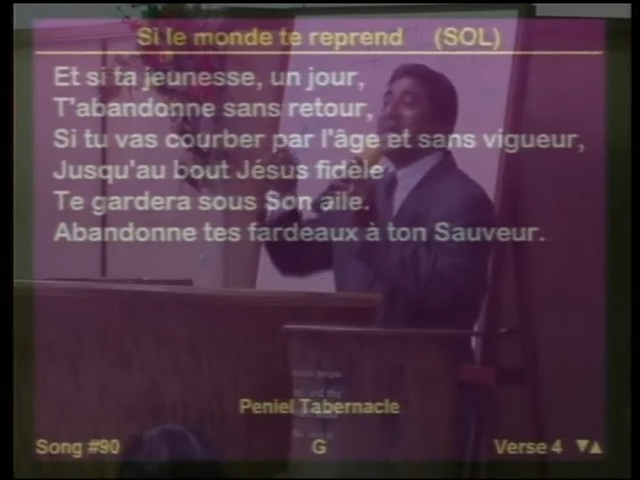 Si le monde te reprend (SOL)
Et si ta jeunesse, un jour,
T'abandonne sans retour,
Si tu vas courber par l'âge et sans vigueur,
Jusqu'au bout Jésus fidèle
Te gardera sous Son aile.
Abandonne tes fardeaux à ton Sauveur.
Peniel Tabernacle
Song #90 G Verse 4 ▼▲